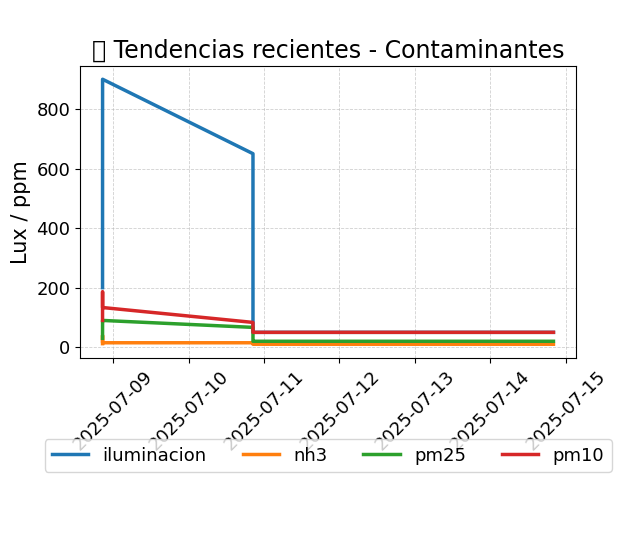 Tendencias recientes - Contaminantes
Lux / ppm
800
600
400
200
0
2025-07-09
2025-07-10
2025-07-11
2025-07-12
2025-07-13
2025-07-14
2025-07-15
iluminacion
nh3
pm25
pm10